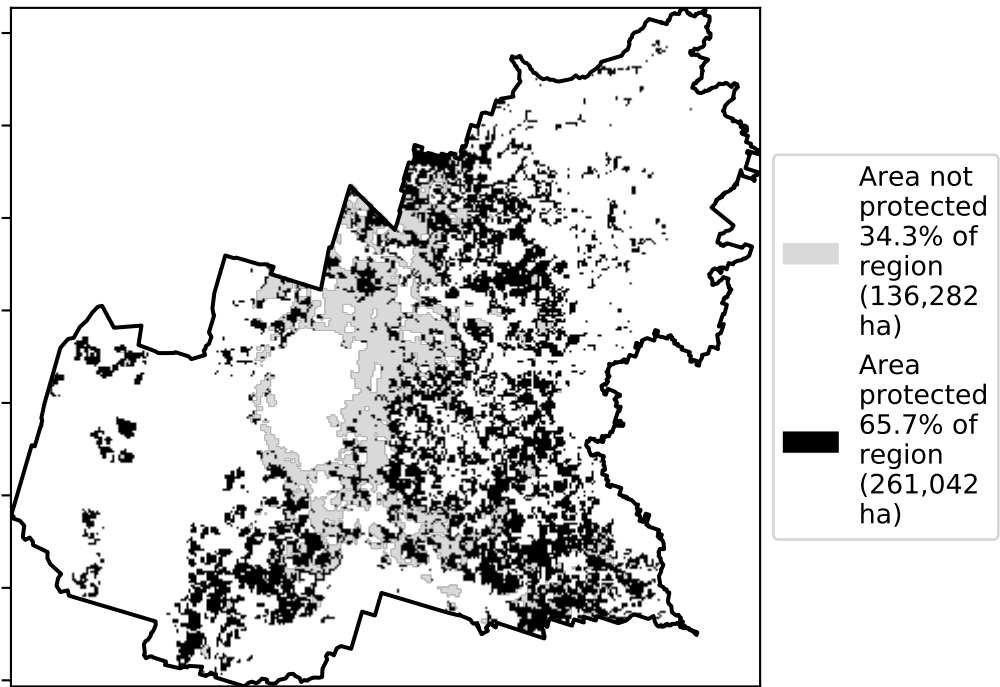 Area not
protected
34.3% of
region
(136,282
ha)
Area
protected
65.7% of
region
(261,042
ha)